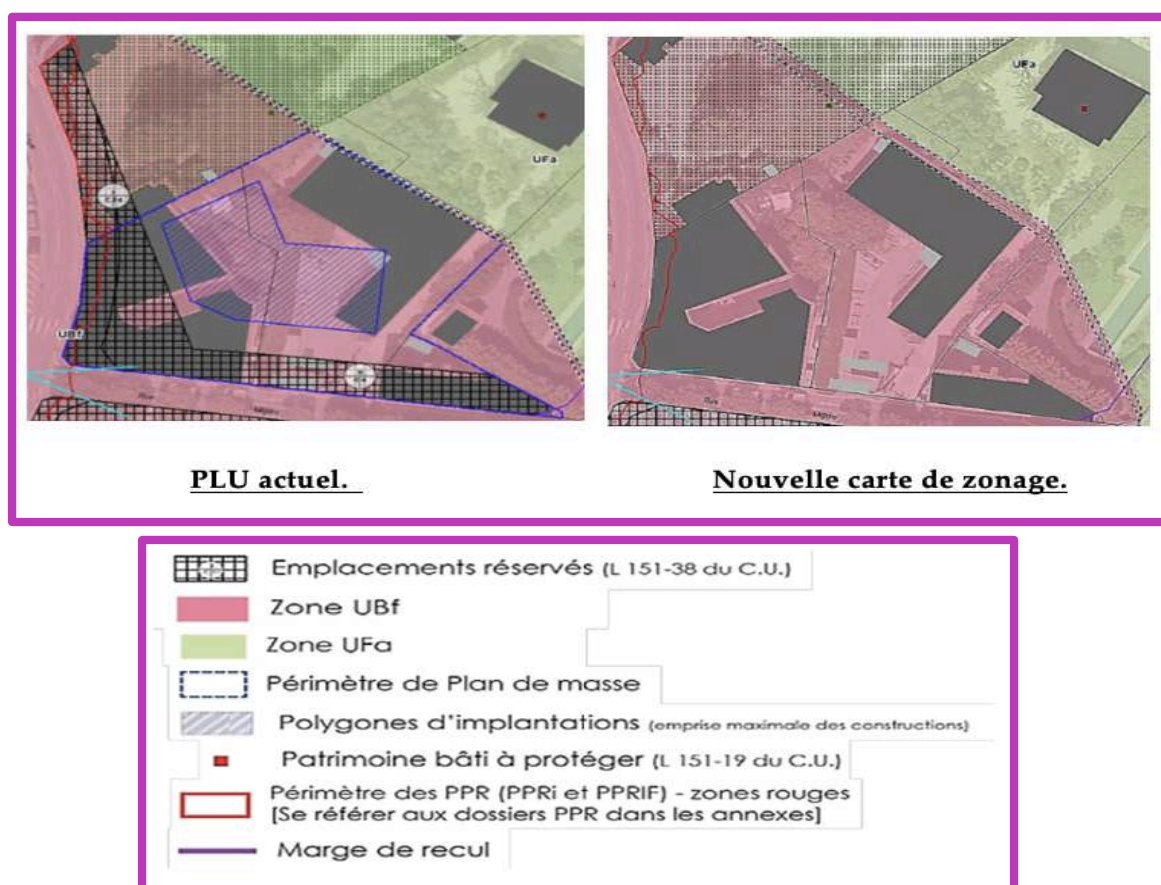 UFa
UFa
UBf
Rue
PLU actuel.
Nouvelle carte de zonage.
Emplacements réservés (L 151-38 du C.U.)
Zone UBf
Zone UFa
Périmètre de Plan de masse
Polygones d'implantations (emprise maximale des constructions)
Patrimoine bâti à protéger (L 151-19 du C.U.)
Périmètre des PPR (PPRi et PPRIF) - zones rouges
[Se référer aux dossiers PPR dans les annexes]
Marge de recul